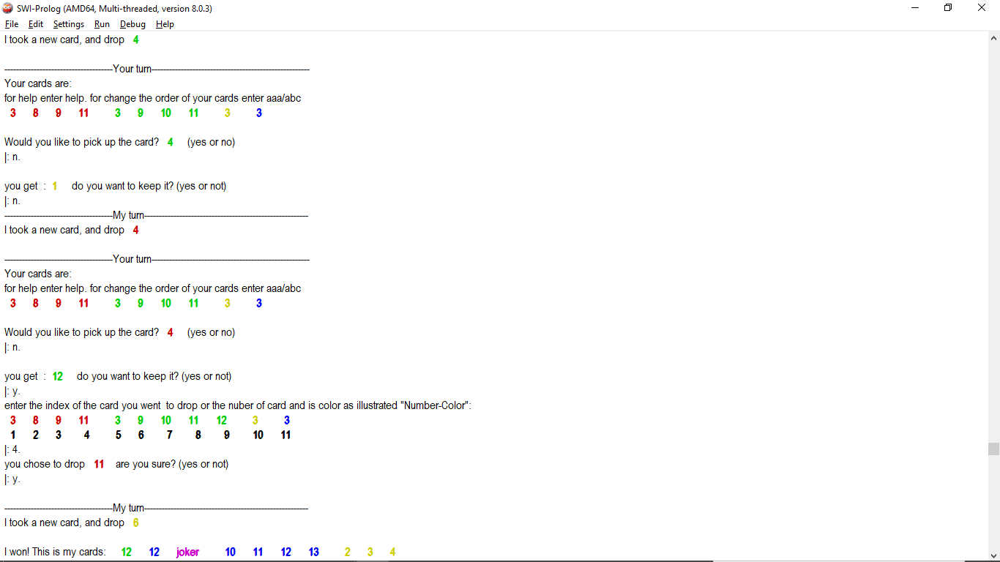 SWI-Prolog (AMD64, Multi-threaded, version 8.0.3)
File Edit Settings Run Debug Help
I took a new card, and drop 4
-------------------------------------Your turn------------------------------------------------------
Your cards are:
for help enter help. for change the order of your cards enter aaa/abc
3 8 9 11 3 9 10 11 3 3
Would you like to pick up the card? 4 (yes or no)
|: n.
you get : 1 do you want to keep it? (yes or not)
|: n.
-------------------------------------My turn--------------------------------------------------------
I took a new card, and drop 4
-------------------------------------Your turn------------------------------------------------------
Your cards are:
for help enter help. for change the order of your cards enter aaa/abc
3 8 9 11 3 9 10 11 3 3
Would you like to pick up the card? 4 (yes or no)
|: n.
you get : 12 do you want to keep it? (yes or not)
|: y.
enter the index of the card you went to drop or the nuber of card and is color as illustrated "Number-Color":
3 8 9 11 3 9 10 11 12 3 3
1 2 3 4 5 6 7 8 9 10 11
|: 4.
you chose to drop 11 are you sure? (yes or not)
|: y.
-------------------------------------My turn--------------------------------------------------------
I took a new card, and drop 6
I won! This is my cards: 12 12 joker 10 11 12 13 2 3 4